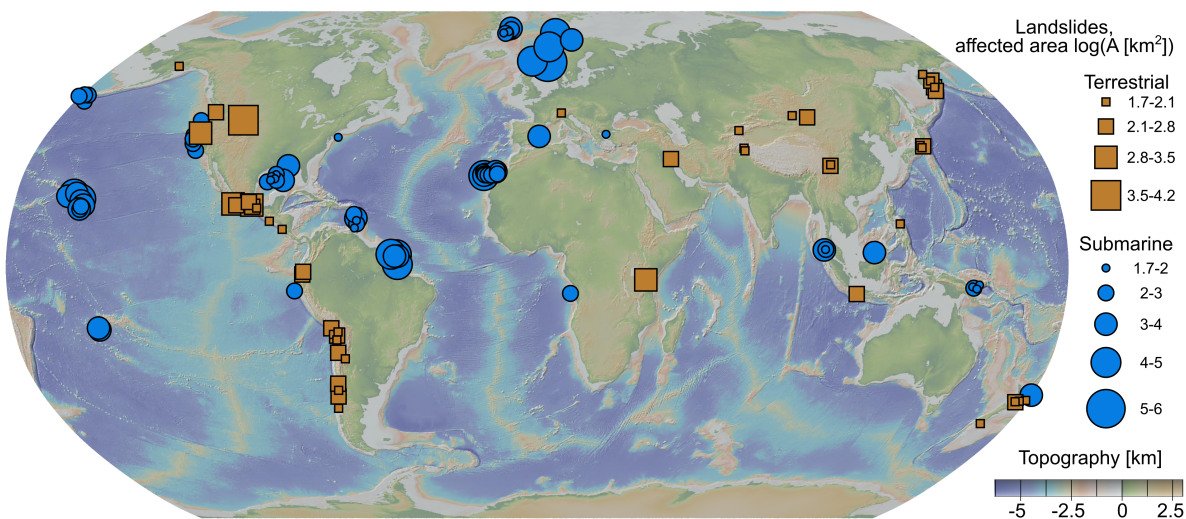 Landslides,
affected area log(A [km²])
Terrestrial
1.7-2.1
2.1-2.8
2.8-3.5
3.5-4.2
Submarine
1.7-2
2-3
3-4
4-5
5-6
Topography [km]
-5 -2.5 0 2.5